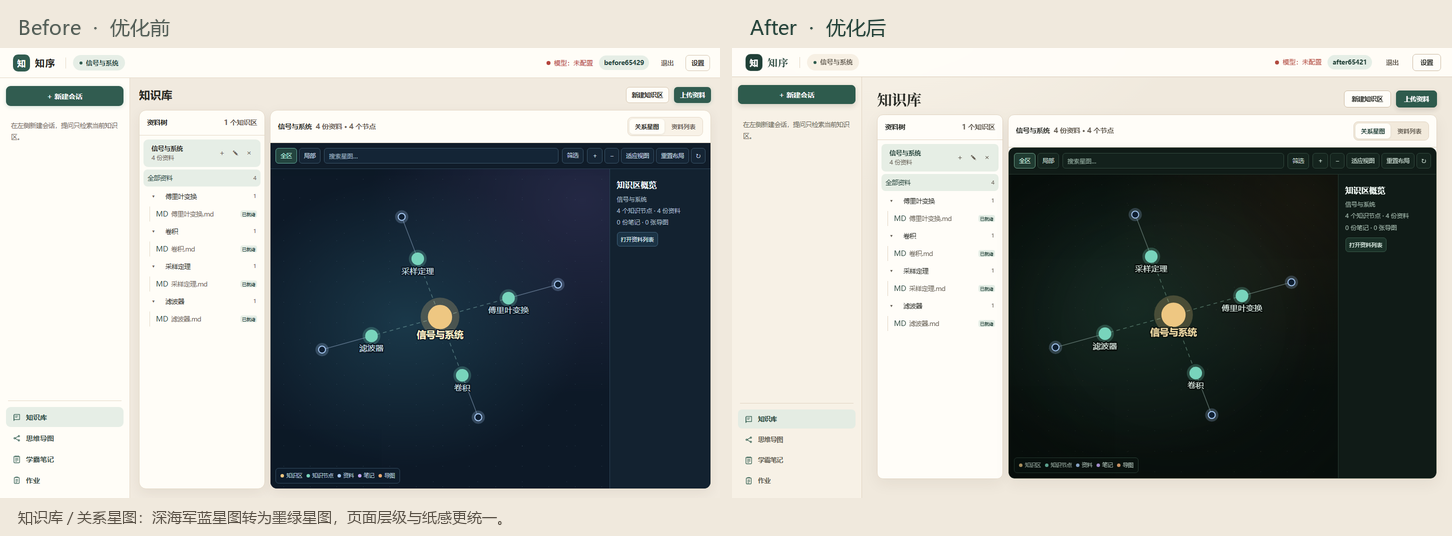 Before · 优化前
知 知序
信号与系统
模型：未配置
before65429
退出
设置
+ 新建会话
在左侧新建会话，提问只检索当前知识区。
知识库
新建知识区
上传资料
资料树
1 个知识区
信号与系统
4 份资料
+
×
全部资料 4
傅里叶变换 1
MD 傅里叶变换.md
卷积 1
MD 卷积.md
采样定理 1
MD 采样定理.md
滤波器 1
MD 滤波器.md
信号与系统 4 份资料 • 4 个节点
关系星图
资料列表
全区
局部
搜索星图...
筛选
+
−
适应视图
重置布局
↻
采样定理
傅里叶变换
信号与系统
滤波器
卷积
知识区概览
信号与系统
4 个知识节点 · 4 份资料
0 份笔记 · 0 张导图
打开资料列表
知识区 知识节点 资料 笔记 导图
知识库
思维导图
学霸笔记
作业
After · 优化后
知 知序
信号与系统
模型：未配置
after65421
退出
设置
+ 新建会话
在左侧新建会话，提问只检索当前知识区。
知识库
新建知识区
上传资料
资料树
1 个知识区
信号与系统
4 份资料
+
×
全部资料 4
傅里叶变换 1
MD 傅里叶变换.md
卷积 1
MD 卷积.md
采样定理 1
MD 采样定理.md
滤波器 1
MD 滤波器.md
信号与系统 4 份资料 • 4 个节点
关系星图
资料列表
全区
局部
搜索星图...
筛选
+
−
适应视图
重置布局
↻
采样定理
傅里叶变换
信号与系统
滤波器
卷积
知识区概览
信号与系统
4 个知识节点 · 4 份资料
0 份笔记 · 0 张导图
打开资料列表
知识区 知识节点 资料 笔记 导图
知识库
思维导图
学霸笔记
作业
知识库 / 关系星图：深海军蓝星图转为墨绿星图，页面层级与纸感更统一。